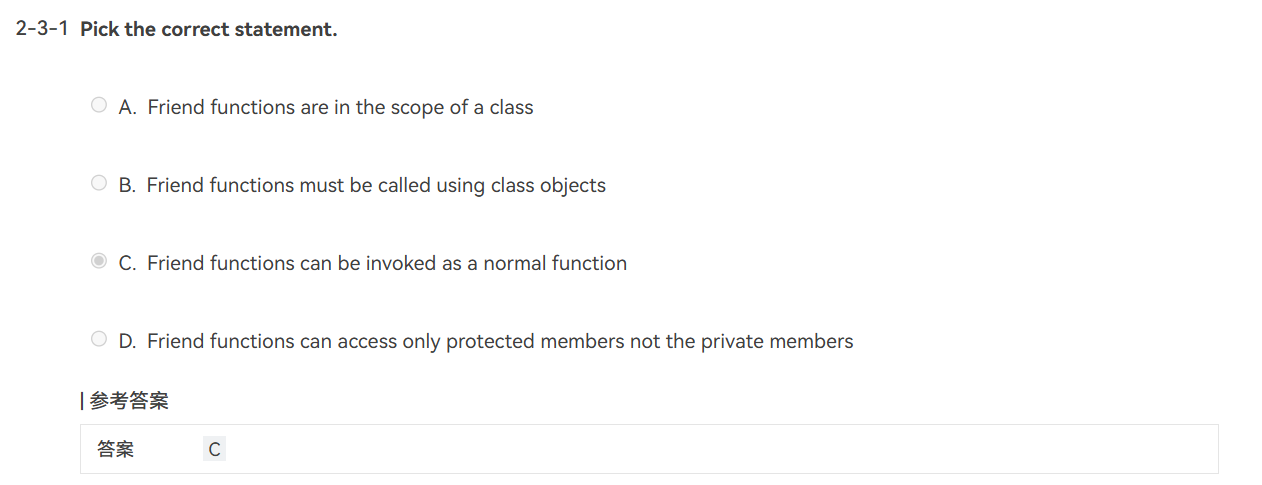 2-3-1 Pick the correct statement.
A. Friend functions are in the scope of a class
B. Friend functions must be called using class objects
C. Friend functions can be invoked as a normal function
D. Friend functions can access only protected members not the private members
| 参考答案
答案 C